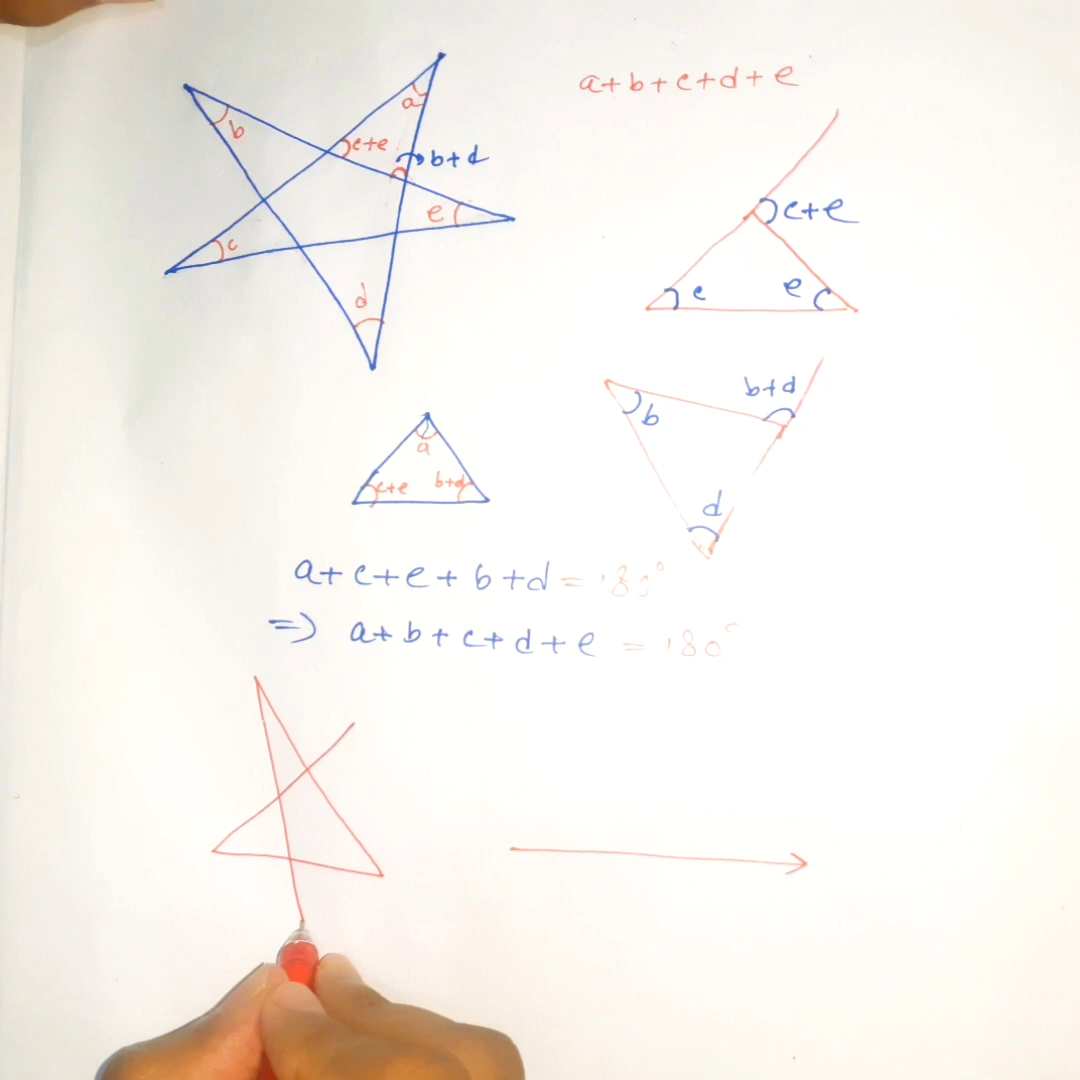 a+b+c+d+e
a
b
c+e
b+d
e
c
d
c+e
c
e
b+d
b
d
a
c+e
b+d
a+c+e+b+d = 180°
=> a+b+c+d+e = 180°